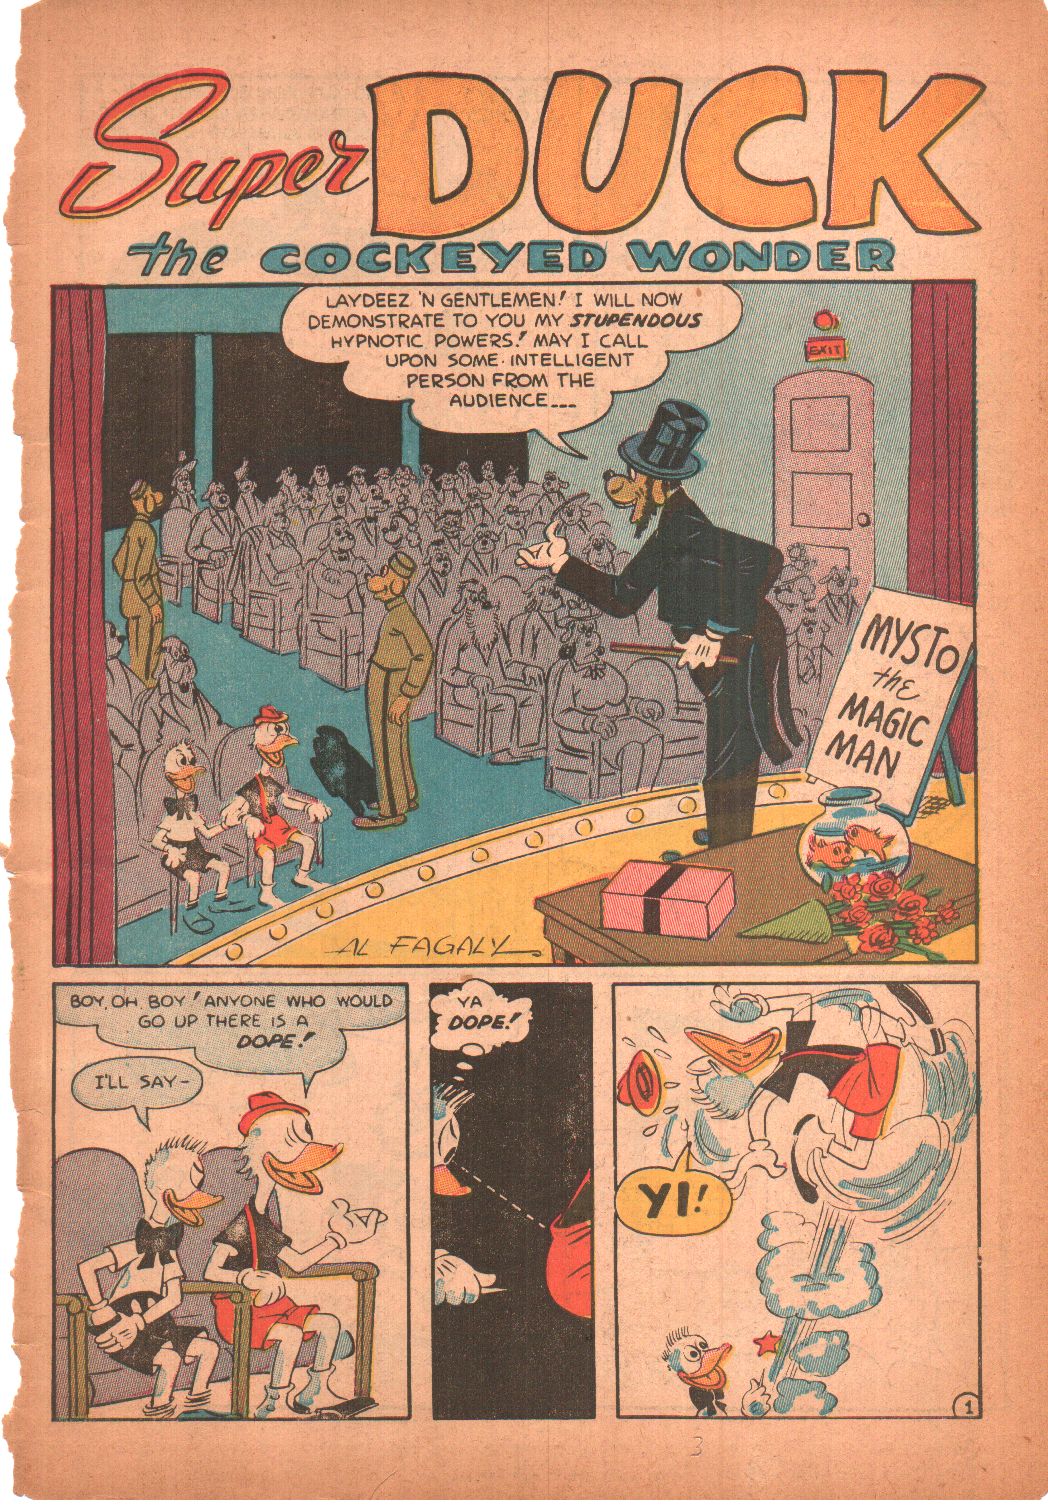 Super DUCK
the COCKEYED WONDER
LAYDEEZ 'N GENTLEMEN! I WILL NOW
DEMONSTRATE TO YOU MY STUPENDOUS
HYPNOTIC POWERS! MAY I CALL
UPON SOME INTELLIGENT
PERSON FROM THE
AUDIENCE---
EXIT
MYSTO
the
MAGIC
MAN
AL FAGALY
BOY, OH BOY! ANYONE WHO WOULD
GO UP THERE IS A
DOPE!
I'LL SAY-
YA
DOPE!
YI!
1
3